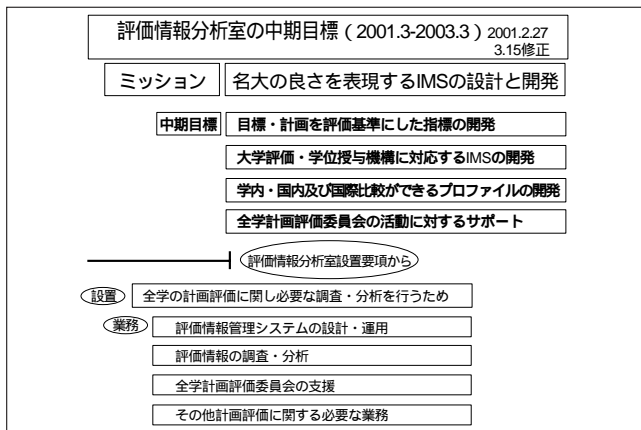 評価情報分析室の中期目標（2001.3-2003.3）2001.2.27
3.15修正
ミッション 名大の良さを表現するIMSの設計と開発
中期目標 目標・計画を評価基準にした指標の開発
大学評価・学位授与機構に対応するIMSの開発
学内・国内及び国際比較ができるプロファイルの開発
全学計画評価委員会の活動に対するサポート
評価情報分析室設置要項から
設置 全学の計画評価に関し必要な調査・分析を行うため
業務 評価情報管理システムの設計・運用
評価情報の調査・分析
全学計画評価委員会の支援
その他計画評価に関する必要な業務